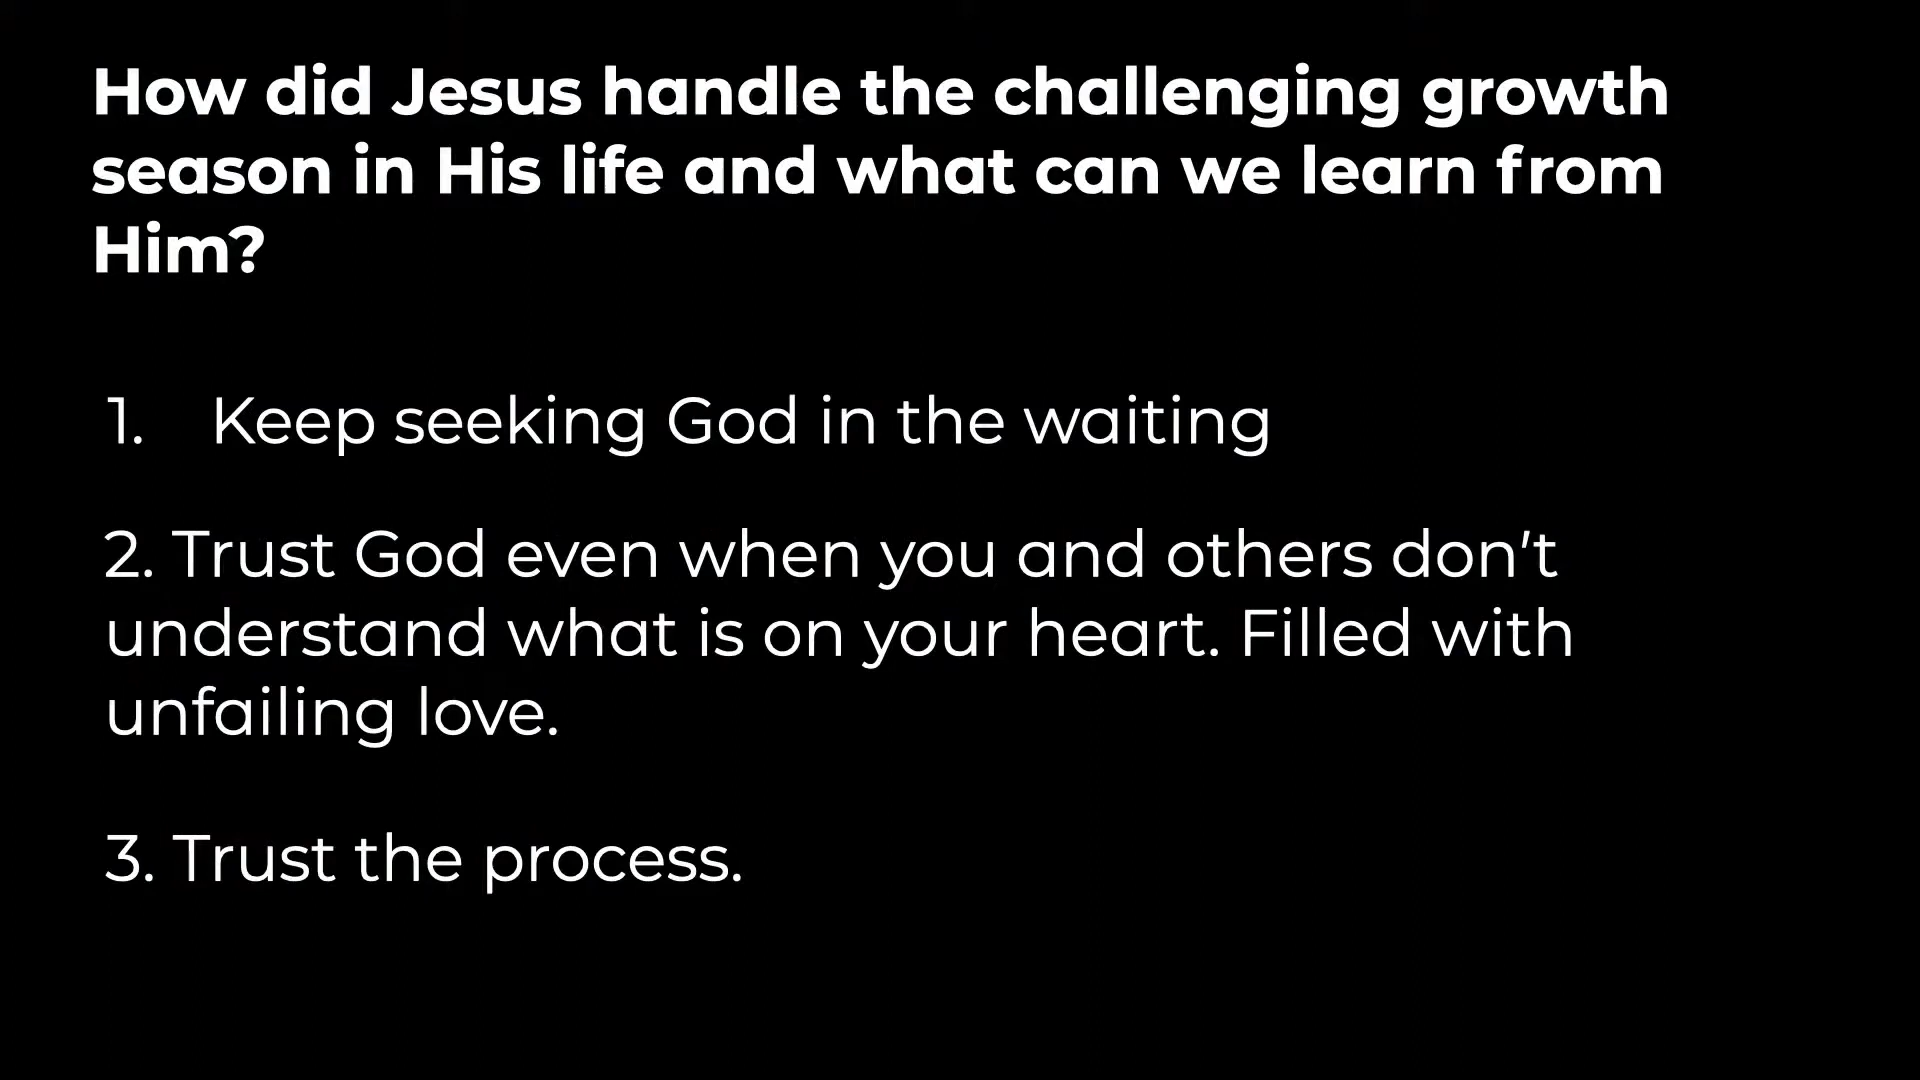 How did Jesus handle the challenging growth
season in His life and what can we learn from
Him?
1. Keep seeking God in the waiting
2. Trust God even when you and others don't
understand what is on your heart. Filled with
unfailing love.
3. Trust the process.